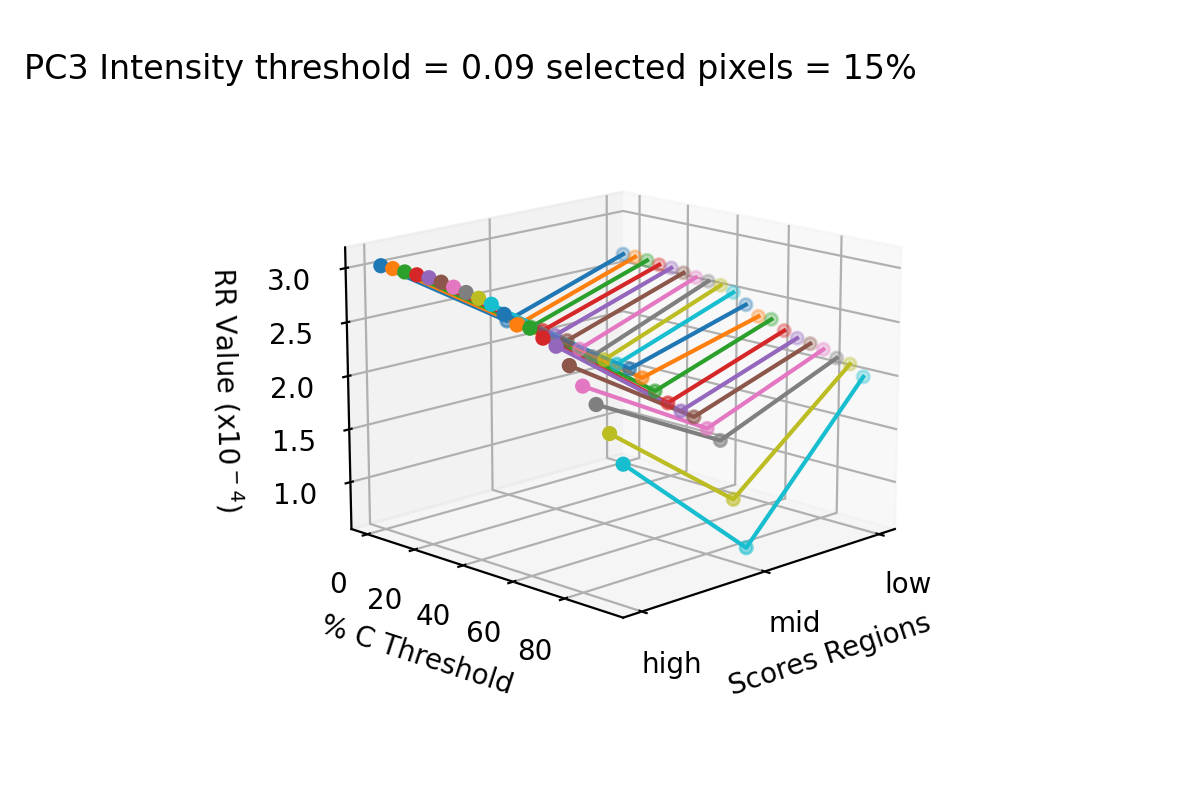 PC3 Intensity threshold = 0.09 selected pixels = 15%
RR Value (x10⁻⁴)
3.0
2.5
2.0
1.5
1.0
0
20
40
60
80
% C Threshold
high
mid
low
Scores Regions